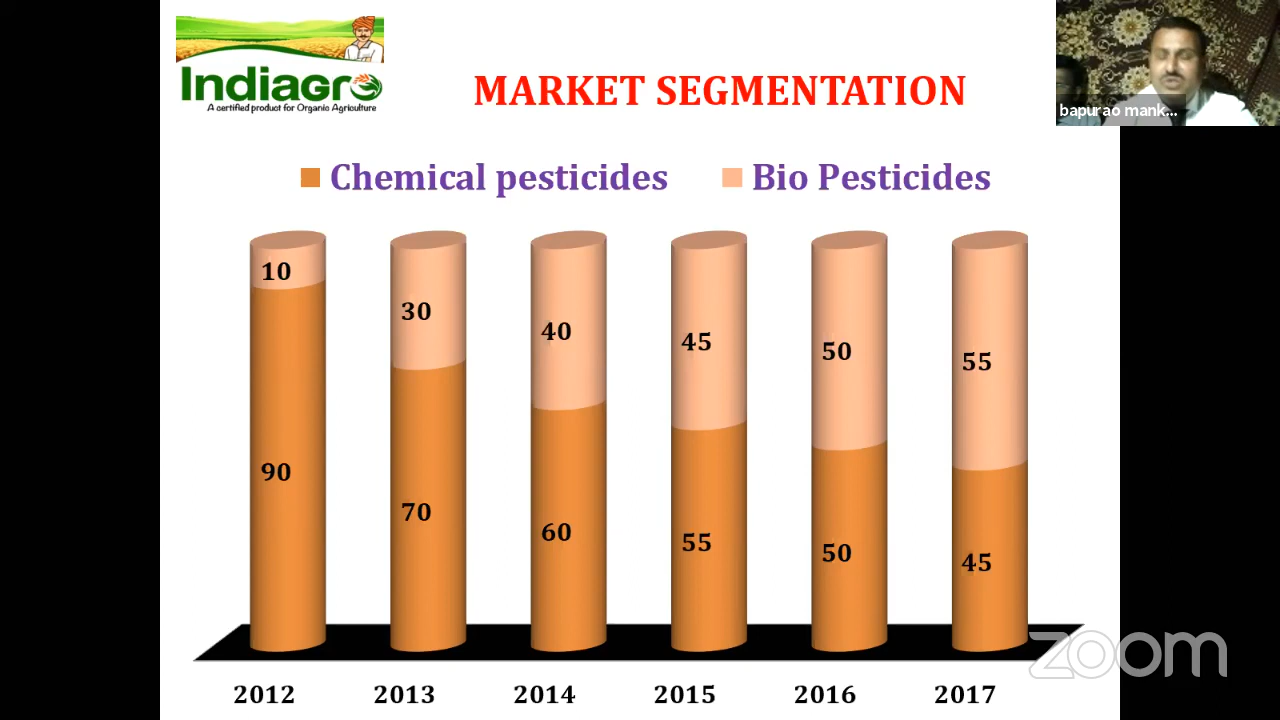 Indiagro
A certified product for Organic Agriculture
MARKET SEGMENTATION
bapurao mank...
Chemical pesticides Bio Pesticides
10 30 40 45 50 55
90 70 60 55 50 45
2012 2013 2014 2015 2016 2017
zoom